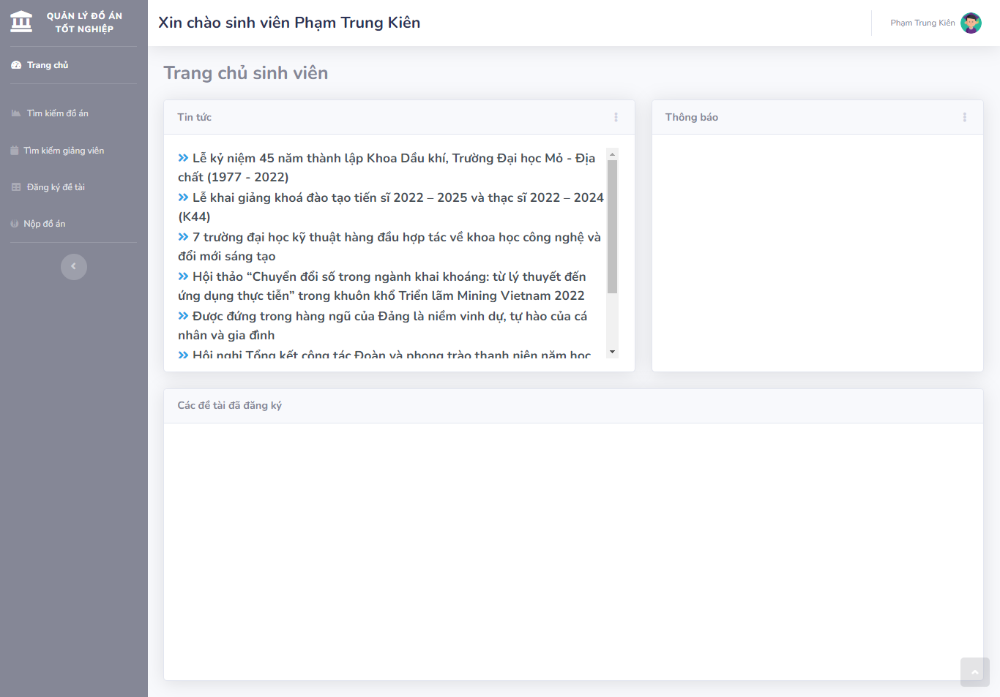 QUẢN LÝ ĐỒ ÁN
TỐT NGHIỆP
Trang chủ
Tìm kiếm đồ án
Tìm kiếm giảng viên
Đăng ký đề tài
Nộp đồ án
Xin chào sinh viên Phạm Trung Kiên
Phạm Trung Kiên
Trang chủ sinh viên
Tin tức
Lễ kỷ niệm 45 năm thành lập Khoa Dầu khí, Trường Đại học Mỏ - Địa
chất (1977 - 2022)
Lễ khai giảng khoá đào tạo tiến sĩ 2022 – 2025 và thạc sĩ 2022 – 2024
(K44)
7 trường đại học kỹ thuật hàng đầu hợp tác về khoa học công nghệ và
đổi mới sáng tạo
Hội thảo “Chuyển đổi số trong ngành khai khoáng: từ lý thuyết đến
ứng dụng thực tiễn” trong khuôn khổ Triển lãm Mining Vietnam 2022
Được đứng trong hàng ngũ của Đảng là niềm vinh dự, tự hào của cá
nhân và gia đình
Hội nghị Tổng kết công tác Đoàn và phong trào thanh niên năm học
Thông báo
Các đề tài đã đăng ký